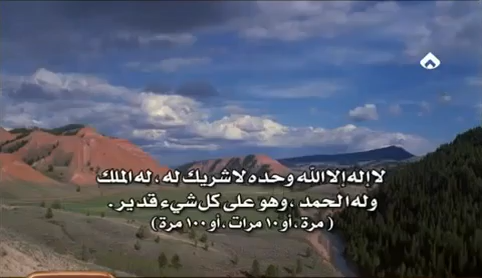 لا إله إلا الله وحده لا شريك له ، له الملك
وله الحمد ، وهو على كل شيء قدير .
( مرة ، أو ١٠ مرات ، أو ١٠٠ مرة )